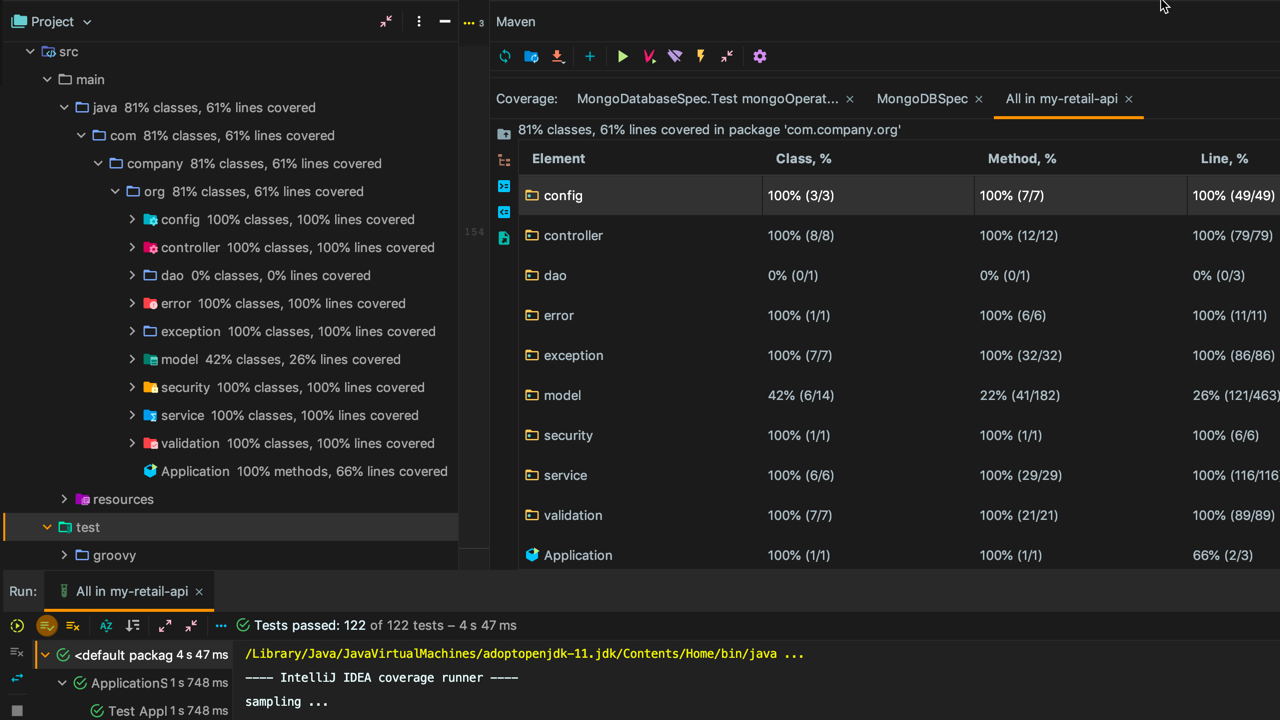 Project
3
Maven
src
main
java 81% classes, 61% lines covered
com 81% classes, 61% lines covered
company 81% classes, 61% lines covered
org 81% classes, 61% lines covered
config 100% classes, 100% lines covered
controller 100% classes, 100% lines covered
dao 0% classes, 0% lines covered
error 100% classes, 100% lines covered
exception 100% classes, 100% lines covered
model 42% classes, 26% lines covered
security 100% classes, 100% lines covered
service 100% classes, 100% lines covered
validation 100% classes, 100% lines covered
Application 100% methods, 66% lines covered
resources
test
groovy
154
Coverage: MongoDatabaseSpec.Test mongoOperat... × MongoDBSpec × All in my-retail-api ×
81% classes, 61% lines covered in package 'com.company.org'
Element Class, % Method, % Line, %
config 100% (3/3) 100% (7/7) 100% (49/49)
controller 100% (8/8) 100% (12/12) 100% (79/79)
dao 0% (0/1) 0% (0/1) 0% (0/3)
error 100% (1/1) 100% (6/6) 100% (11/11)
exception 100% (7/7) 100% (32/32) 100% (86/86)
model 42% (6/14) 22% (41/182) 26% (121/463)
security 100% (1/1) 100% (1/1) 100% (6/6)
service 100% (6/6) 100% (29/29) 100% (116/116
validation 100% (7/7) 100% (21/21) 100% (89/89)
Application 100% (1/1) 100% (1/1) 66% (2/3)
Run: All in my-retail-api ×
Tests passed: 122 of 122 tests – 4 s 47 ms
<default packag 4 s 47 ms
ApplicationS 1 s 748 ms
Test Appl 1 s 748 ms
/Library/Java/JavaVirtualMachines/adoptopenjdk-11.jdk/Contents/Home/bin/java ...
---- IntelliJ IDEA coverage runner ----
sampling ...